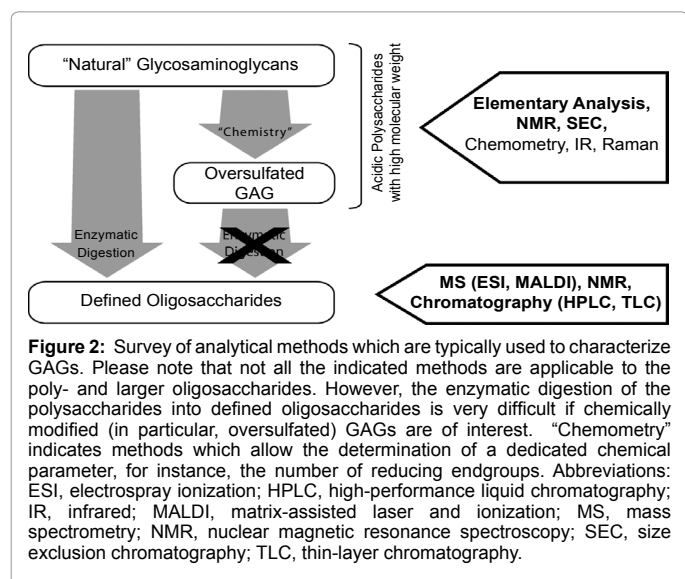 “Natural” Glycosaminoglycans
“Chemistry”
Oversulfated
GAG
Enzymatic
Digestion
Enzymatic
Digestion
Defined Oligosaccharides
Acidic Polysaccharides
with high molecular weight
Elementary Analysis,
NMR, SEC,
Chemometry, IR, Raman
MS (ESI, MALDI), NMR,
Chromatography (HPLC, TLC)
Figure 2: Survey of analytical methods which are typically used to characterize
GAGs. Please note that not all the indicated methods are applicable to the
poly- and larger oligosaccharides. However, the enzymatic digestion of the
polysaccharides into defined oligosaccharides is very difficult if chemically
modified (in particular, oversulfated) GAGs are of interest. “Chemometry”
indicates methods which allow the determination of a dedicated chemical
parameter, for instance, the number of reducing endgroups. Abbreviations:
ESI, electrospray ionization; HPLC, high-performance liquid chromatography;
IR, infrared; MALDI, matrix-assisted laser and ionization; MS, mass
spectrometry; NMR, nuclear magnetic resonance spectroscopy; SEC, size
exclusion chromatography; TLC, thin-layer chromatography.